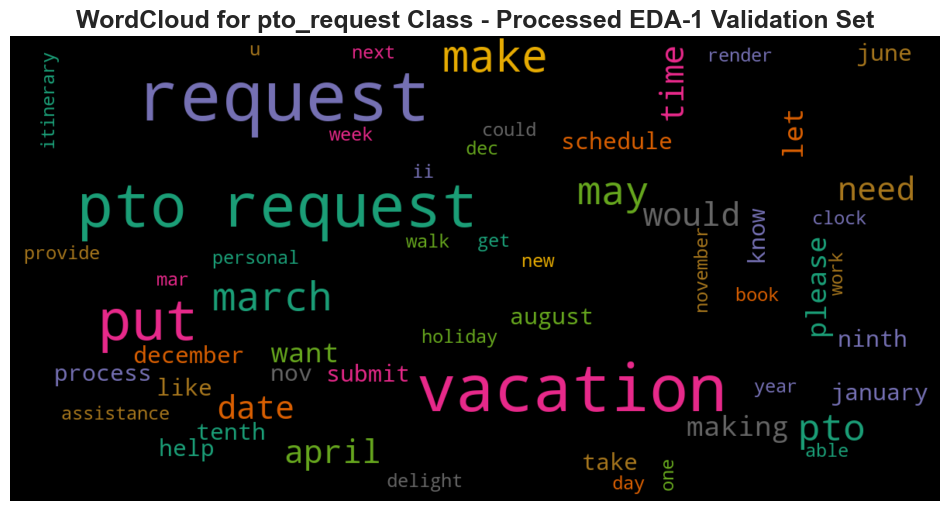 WordCloud for pto_request Class - Processed EDA-1 Validation Set
u
next
make
time
render
june
itinerary
request
week
could
dec
schedule
let
ii
pto request
may
would
need
know
clock
provide
personal
walk
get
new
november
please
work
mar
march
book
put
august
holiday
ninth
december
want
process
nov
submit
vacation
year
january
like
assistance
date
tenth
making
pto
help
april
able
take
delight
day
one